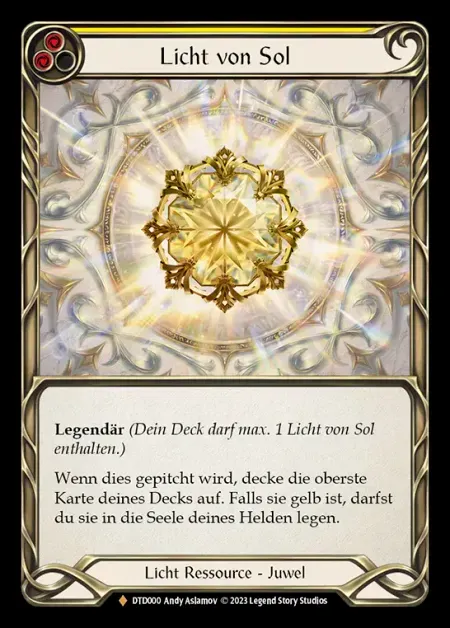 Licht von Sol
Legendär (Dein Deck darf max. 1 Licht von Sol
enthalten.)
Wenn dies gepitcht wird, decke die oberste
Karte deines Decks auf. Falls sie gelb ist, darfst
du sie in die Seele deines Helden legen.
Licht Ressource - Juwel
DTD000 Andy Aslamov © 2023 Legend Story Studios